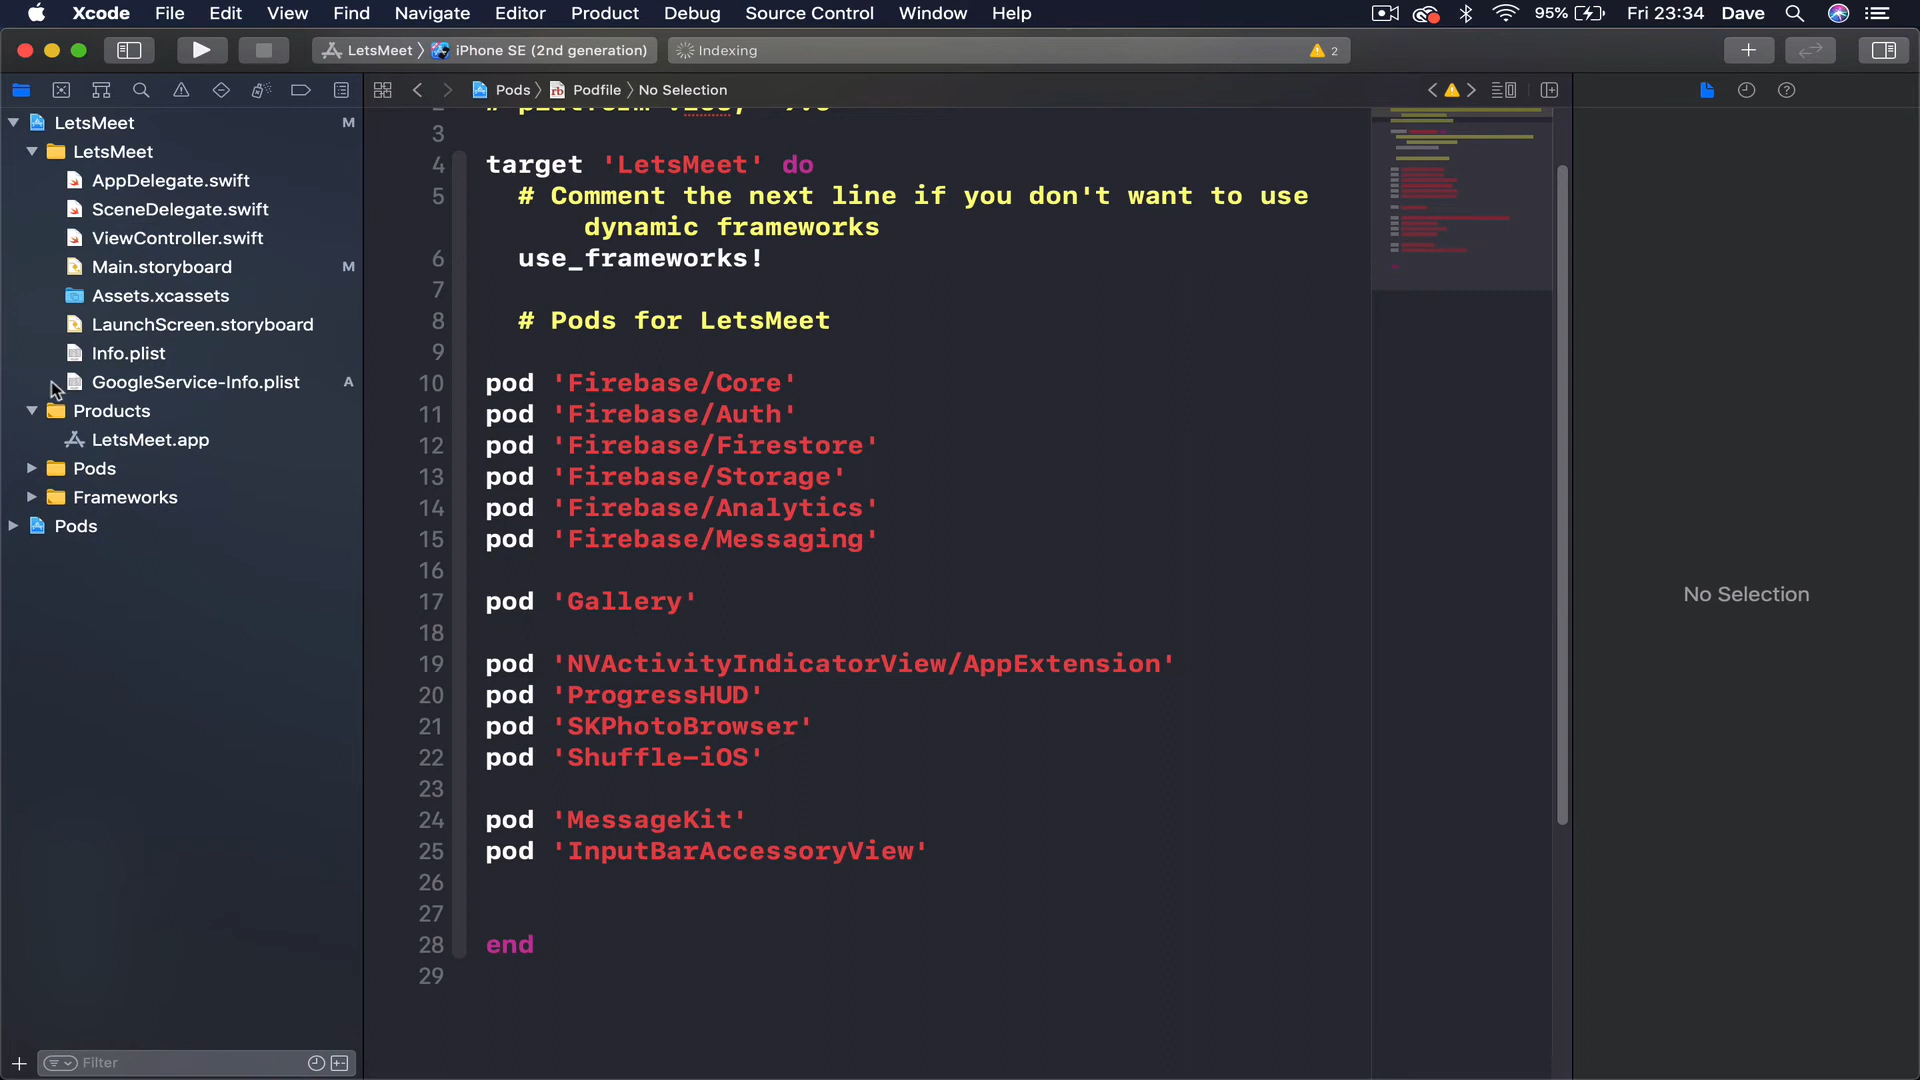 Xcode File Edit View Find Navigate Editor Product Debug Source Control Window Help 95% Fri 23:34 Dave
LetsMeet iPhone SE (2nd generation) Indexing 2
Pods Podfile No Selection
LetsMeet M
LetsMeet
AppDelegate.swift
SceneDelegate.swift
ViewController.swift
Main.storyboard M
Assets.xcassets
LaunchScreen.storyboard
Info.plist
GoogleService-Info.plist A
Products
LetsMeet.app
Pods
Frameworks
Pods
Filter
3
4 target 'LetsMeet' do
5 # Comment the next line if you don't want to use
dynamic frameworks
6 use_frameworks!
7
8 # Pods for LetsMeet
9
10 pod 'Firebase/Core'
11 pod 'Firebase/Auth'
12 pod 'Firebase/Firestore'
13 pod 'Firebase/Storage'
14 pod 'Firebase/Analytics'
15 pod 'Firebase/Messaging'
16
17 pod 'Gallery'
18
19 pod 'NVActivityIndicatorView/AppExtension'
20 pod 'ProgressHUD'
21 pod 'SKPhotoBrowser'
22 pod 'Shuffle-iOS'
23
24 pod 'MessageKit'
25 pod 'InputBarAccessoryView'
26
27
28 end
29
No Selection